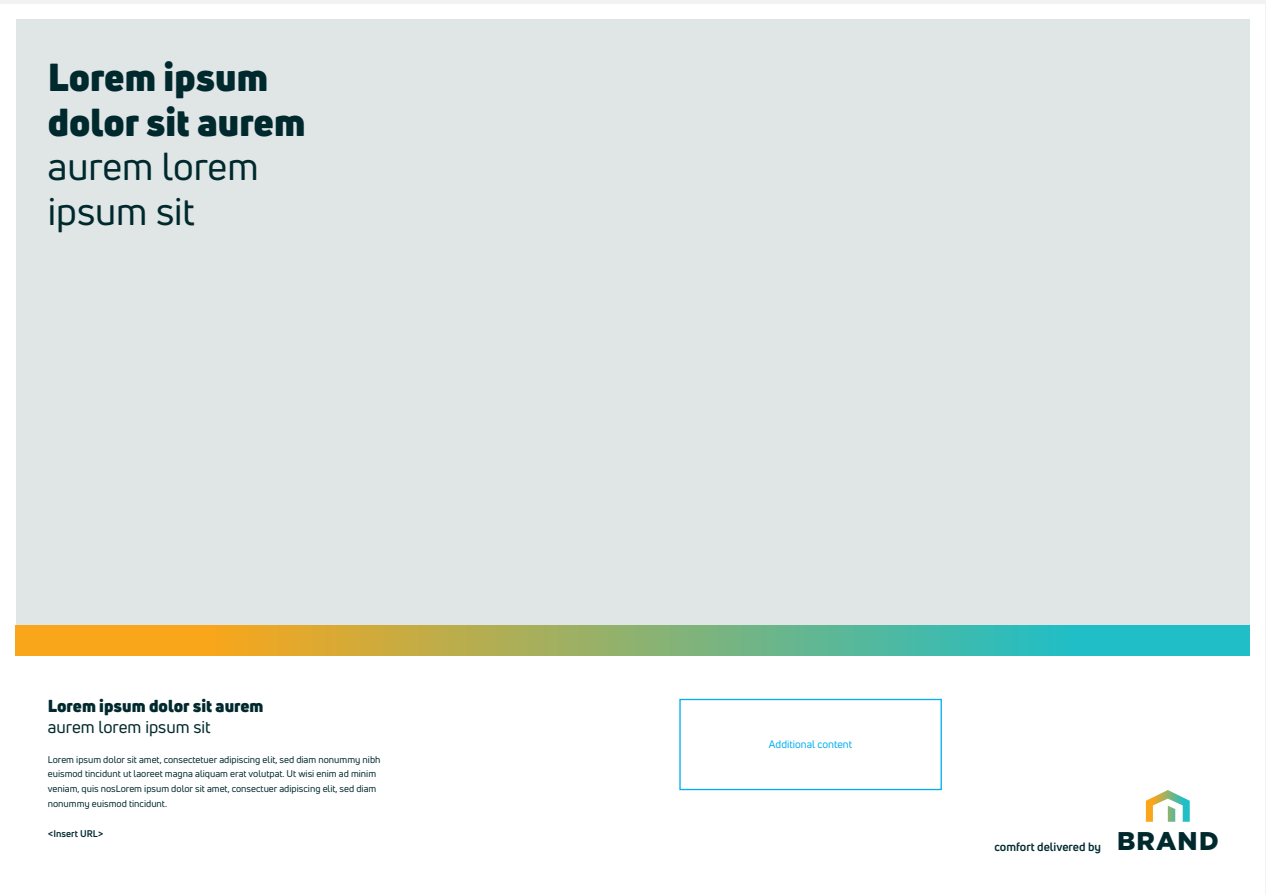 Lorem ipsum
dolor sit aurem
aurem lorem
ipsum sit
Lorem ipsum dolor sit aurem
aurem lorem ipsum sit
Lorem ipsum dolor sit amet, consectetuer adipiscing elit, sed diam nonummy nibh
euismod tincidunt ut laoreet magna aliquam erat volutpat. Ut wisi enim ad minim
veniam, quis nosLorem ipsum dolor sit amet, consectuer adipiscing elit, sed diam
nonummy euismod tincidunt.
<Insert URL>
Additional content
comfort delivered by
BRAND